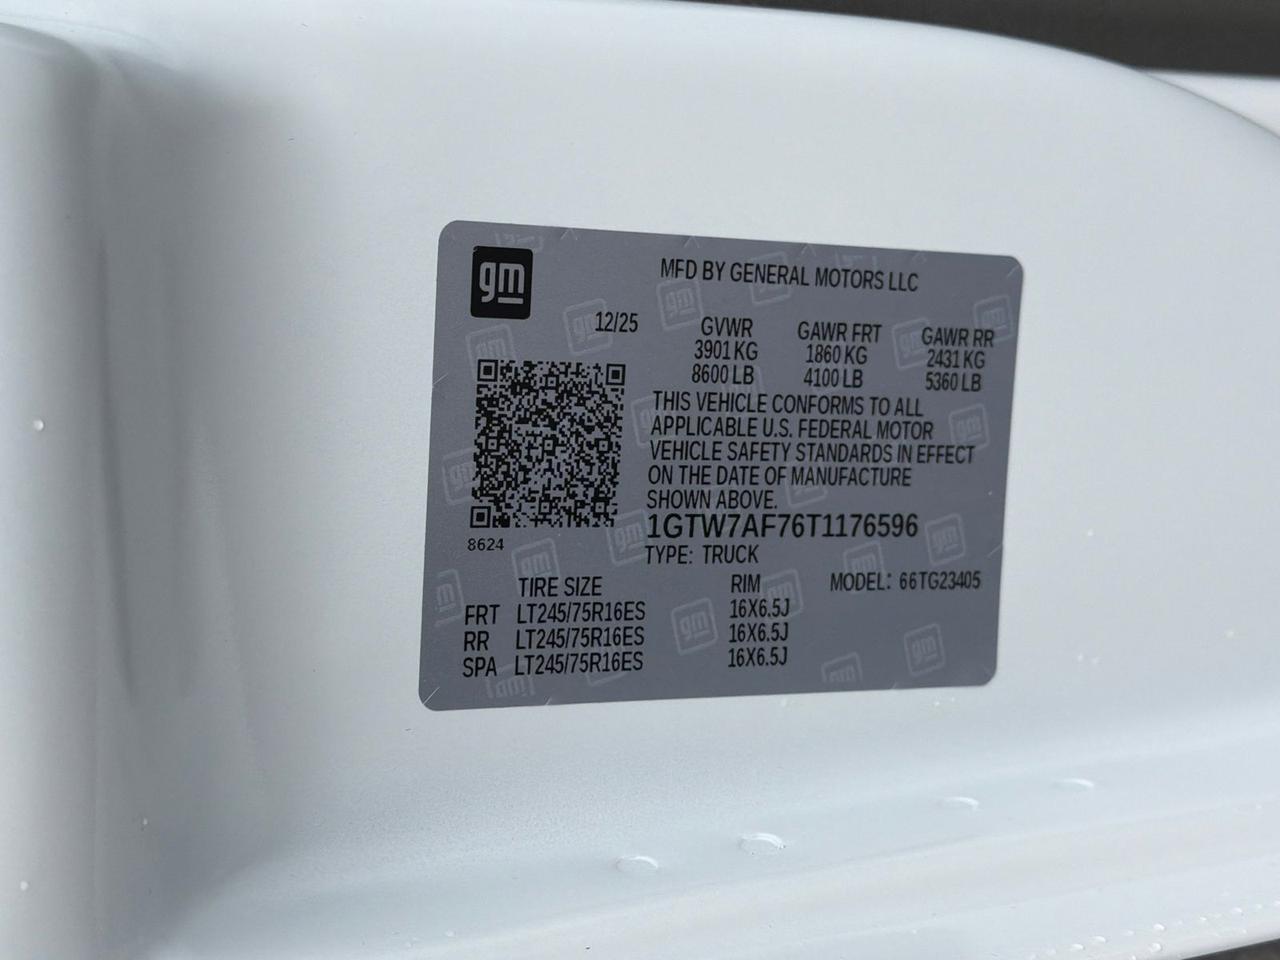 gm
MFD BY GENERAL MOTORS LLC
12/25 GVWR GAWR FRT GAWR RR
3901 KG 1860 KG 2431 KG
8600 LB 4100 LB 5360 LB
THIS VEHICLE CONFORMS TO ALL
APPLICABLE U.S. FEDERAL MOTOR
VEHICLE SAFETY STANDARDS IN EFFECT
ON THE DATE OF MANUFACTURE
SHOWN ABOVE.
1GTW7AF76T1176596
8624
TYPE: TRUCK
TIRE SIZE RIM MODEL: 66TG23405
FRT LT245/75R16ES 16X6.5J
RR LT245/75R16ES 16X6.5J
SPA LT245/75R16ES 16X6.5J